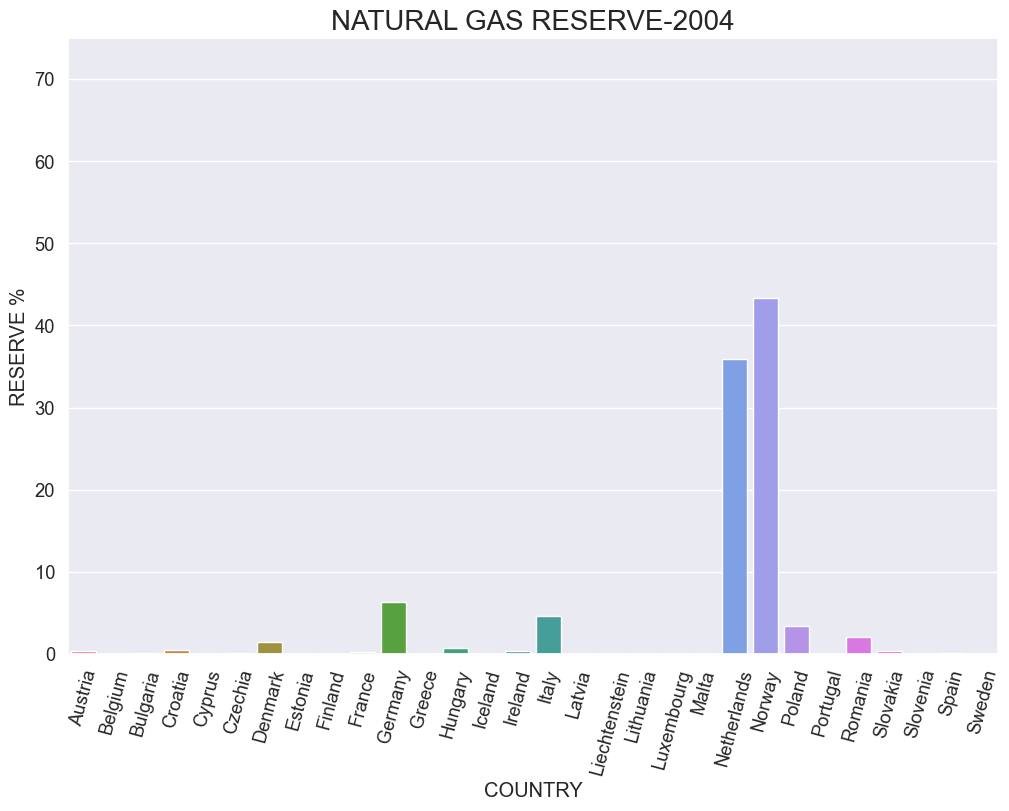 NATURAL GAS RESERVE-2004
70
60
50
40
30
20
10
0
RESERVE %
Austria
Belgium
Bulgaria
Croatia
Cyprus
Czechia
Denmark
Estonia
Finland
France
Germany
Greece
Hungary
Iceland
Ireland
Italy
Latvia
Liechtenstein
Lithuania
Luxembourg
Malta
Netherlands
Norway
Poland
Portugal
Romania
Slovakia
Slovenia
Spain
Sweden
COUNTRY